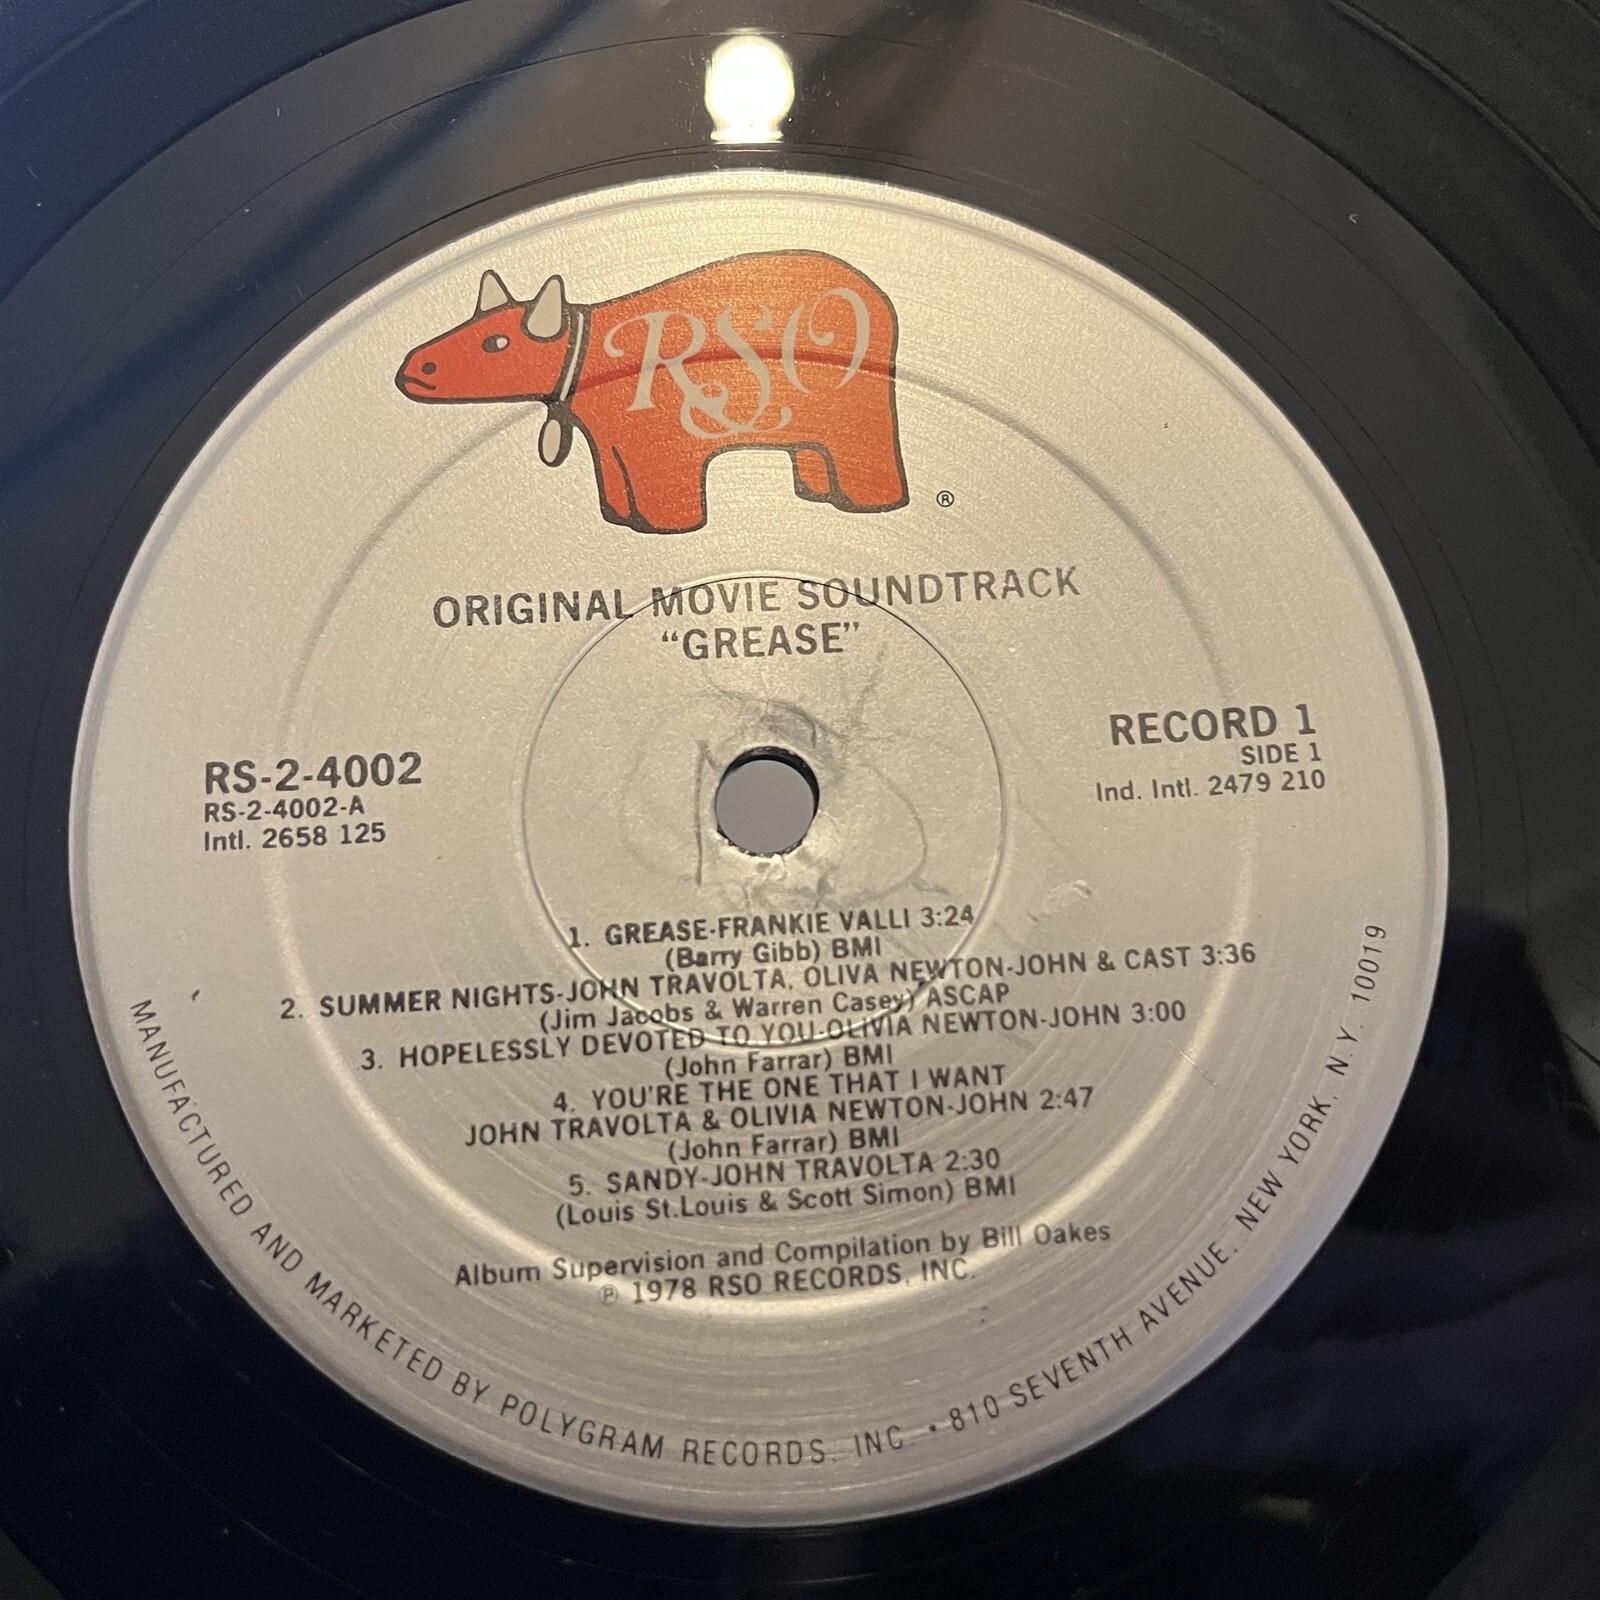 RSO
®
ORIGINAL MOVIE SOUNDTRACK
“GREASE”
RS-2-4002
RS-2-4002-A
Intl. 2658 125
RECORD 1
SIDE 1
Ind. Intl. 2479 210
1. GREASE-FRANKIE VALLI 3:24
(Barry Gibb) BMI
2. SUMMER NIGHTS-JOHN TRAVOLTA, OLIVA NEWTON-JOHN & CAST 3:36
(Jim Jacobs & Warren Casey) ASCAP
3. HOPELESSLY DEVOTED TO YOU-OLIVIA NEWTON-JOHN 3:00
(John Farrar) BMI
4. YOU'RE THE ONE THAT I WANT
JOHN TRAVOLTA & OLIVIA NEWTON-JOHN 2:47
(John Farrar) BMI
5. SANDY-JOHN TRAVOLTA 2:30
(Louis St.Louis & Scott Simon) BMI
Album Supervision and Compilation by Bill Oakes
℗ 1978 RSO RECORDS, INC.
MANUFACTURED AND MARKETED BY POLYGRAM RECORDS, INC. • 810 SEVENTH AVENUE, NEW YORK, N.Y. 10019